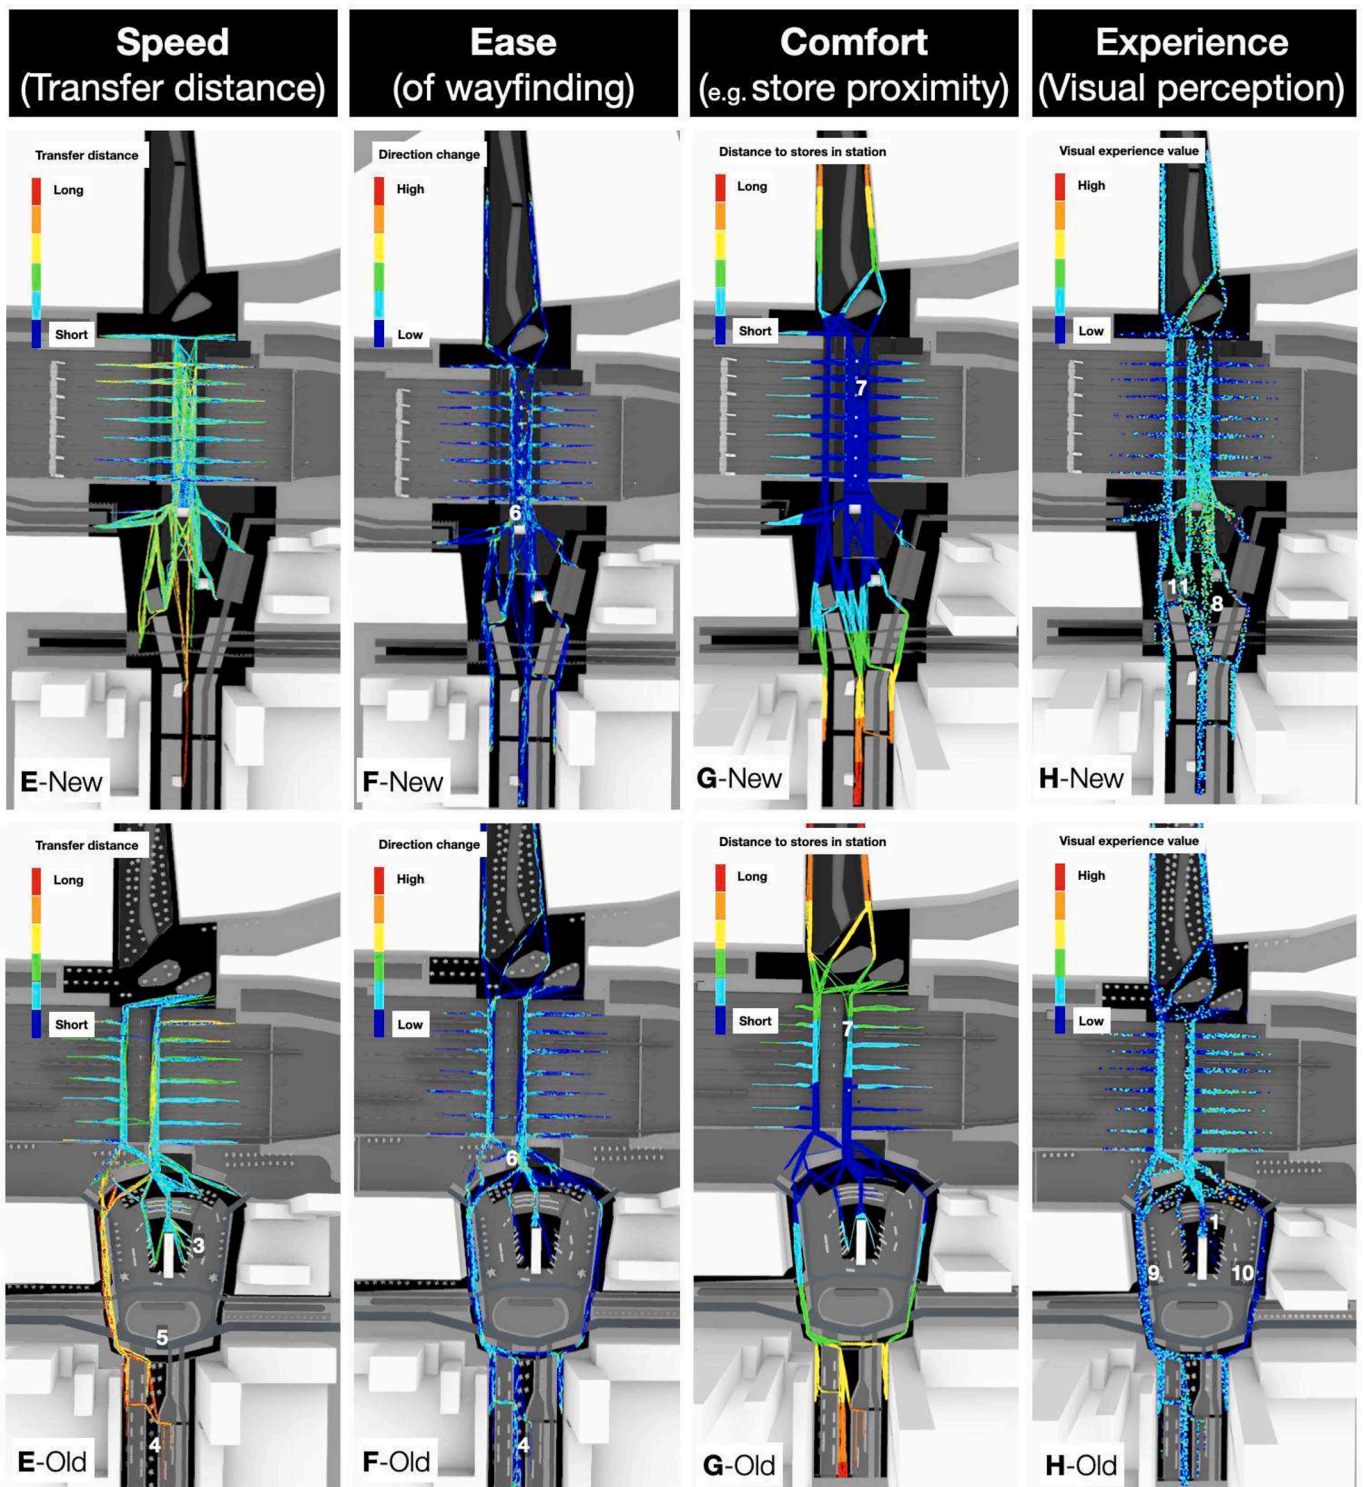 Speed
(Transfer distance)
Ease
(of wayfinding)
Comfort
(e.g. store proximity)
Experience
(Visual perception)
Transfer distance
Long
Short
E-New
Direction change
High
Low
6
F-New
Distance to stores in station
Long
Short
7
G-New
Visual experience value
High
Low
11
8
H-New
Transfer distance
Long
Short
3
5
4
E-Old
Direction change
High
Low
6
4
F-Old
Distance to stores in station
Long
Short
7
G-Old
Visual experience value
High
Low
1
9
10
H-Old